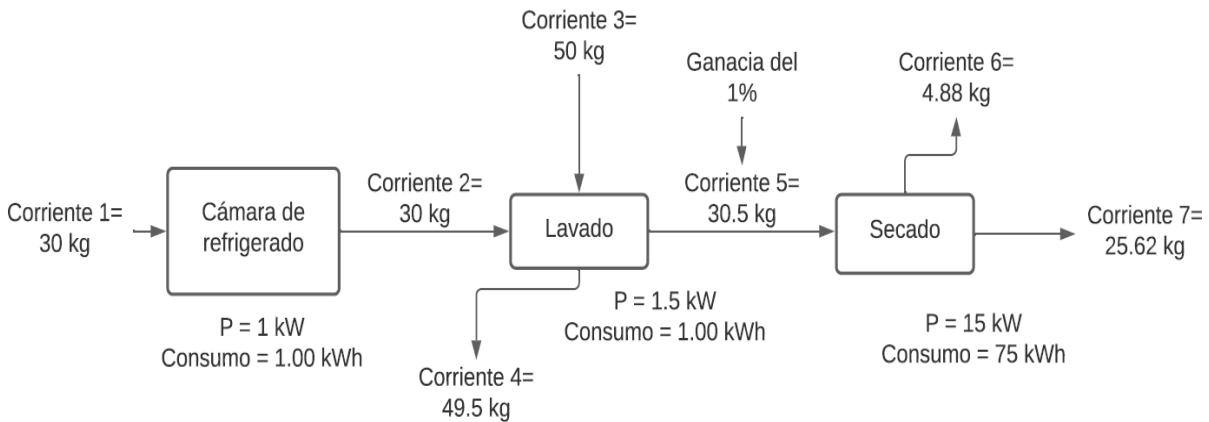 Corriente 1=
30 kg
Cámara de
refrigerado
P = 1 kW
Consumo = 1.00 kWh
Corriente 2=
30 kg
Corriente 3=
50 kg
Lavado
P = 1.5 kW
Consumo = 1.00 kWh
Corriente 4=
49.5 kg
Ganacia del
1%
Corriente 5=
30.5 kg
Corriente 6=
4.88 kg
Secado
P = 15 kW
Consumo = 75 kWh
Corriente 7=
25.62 kg